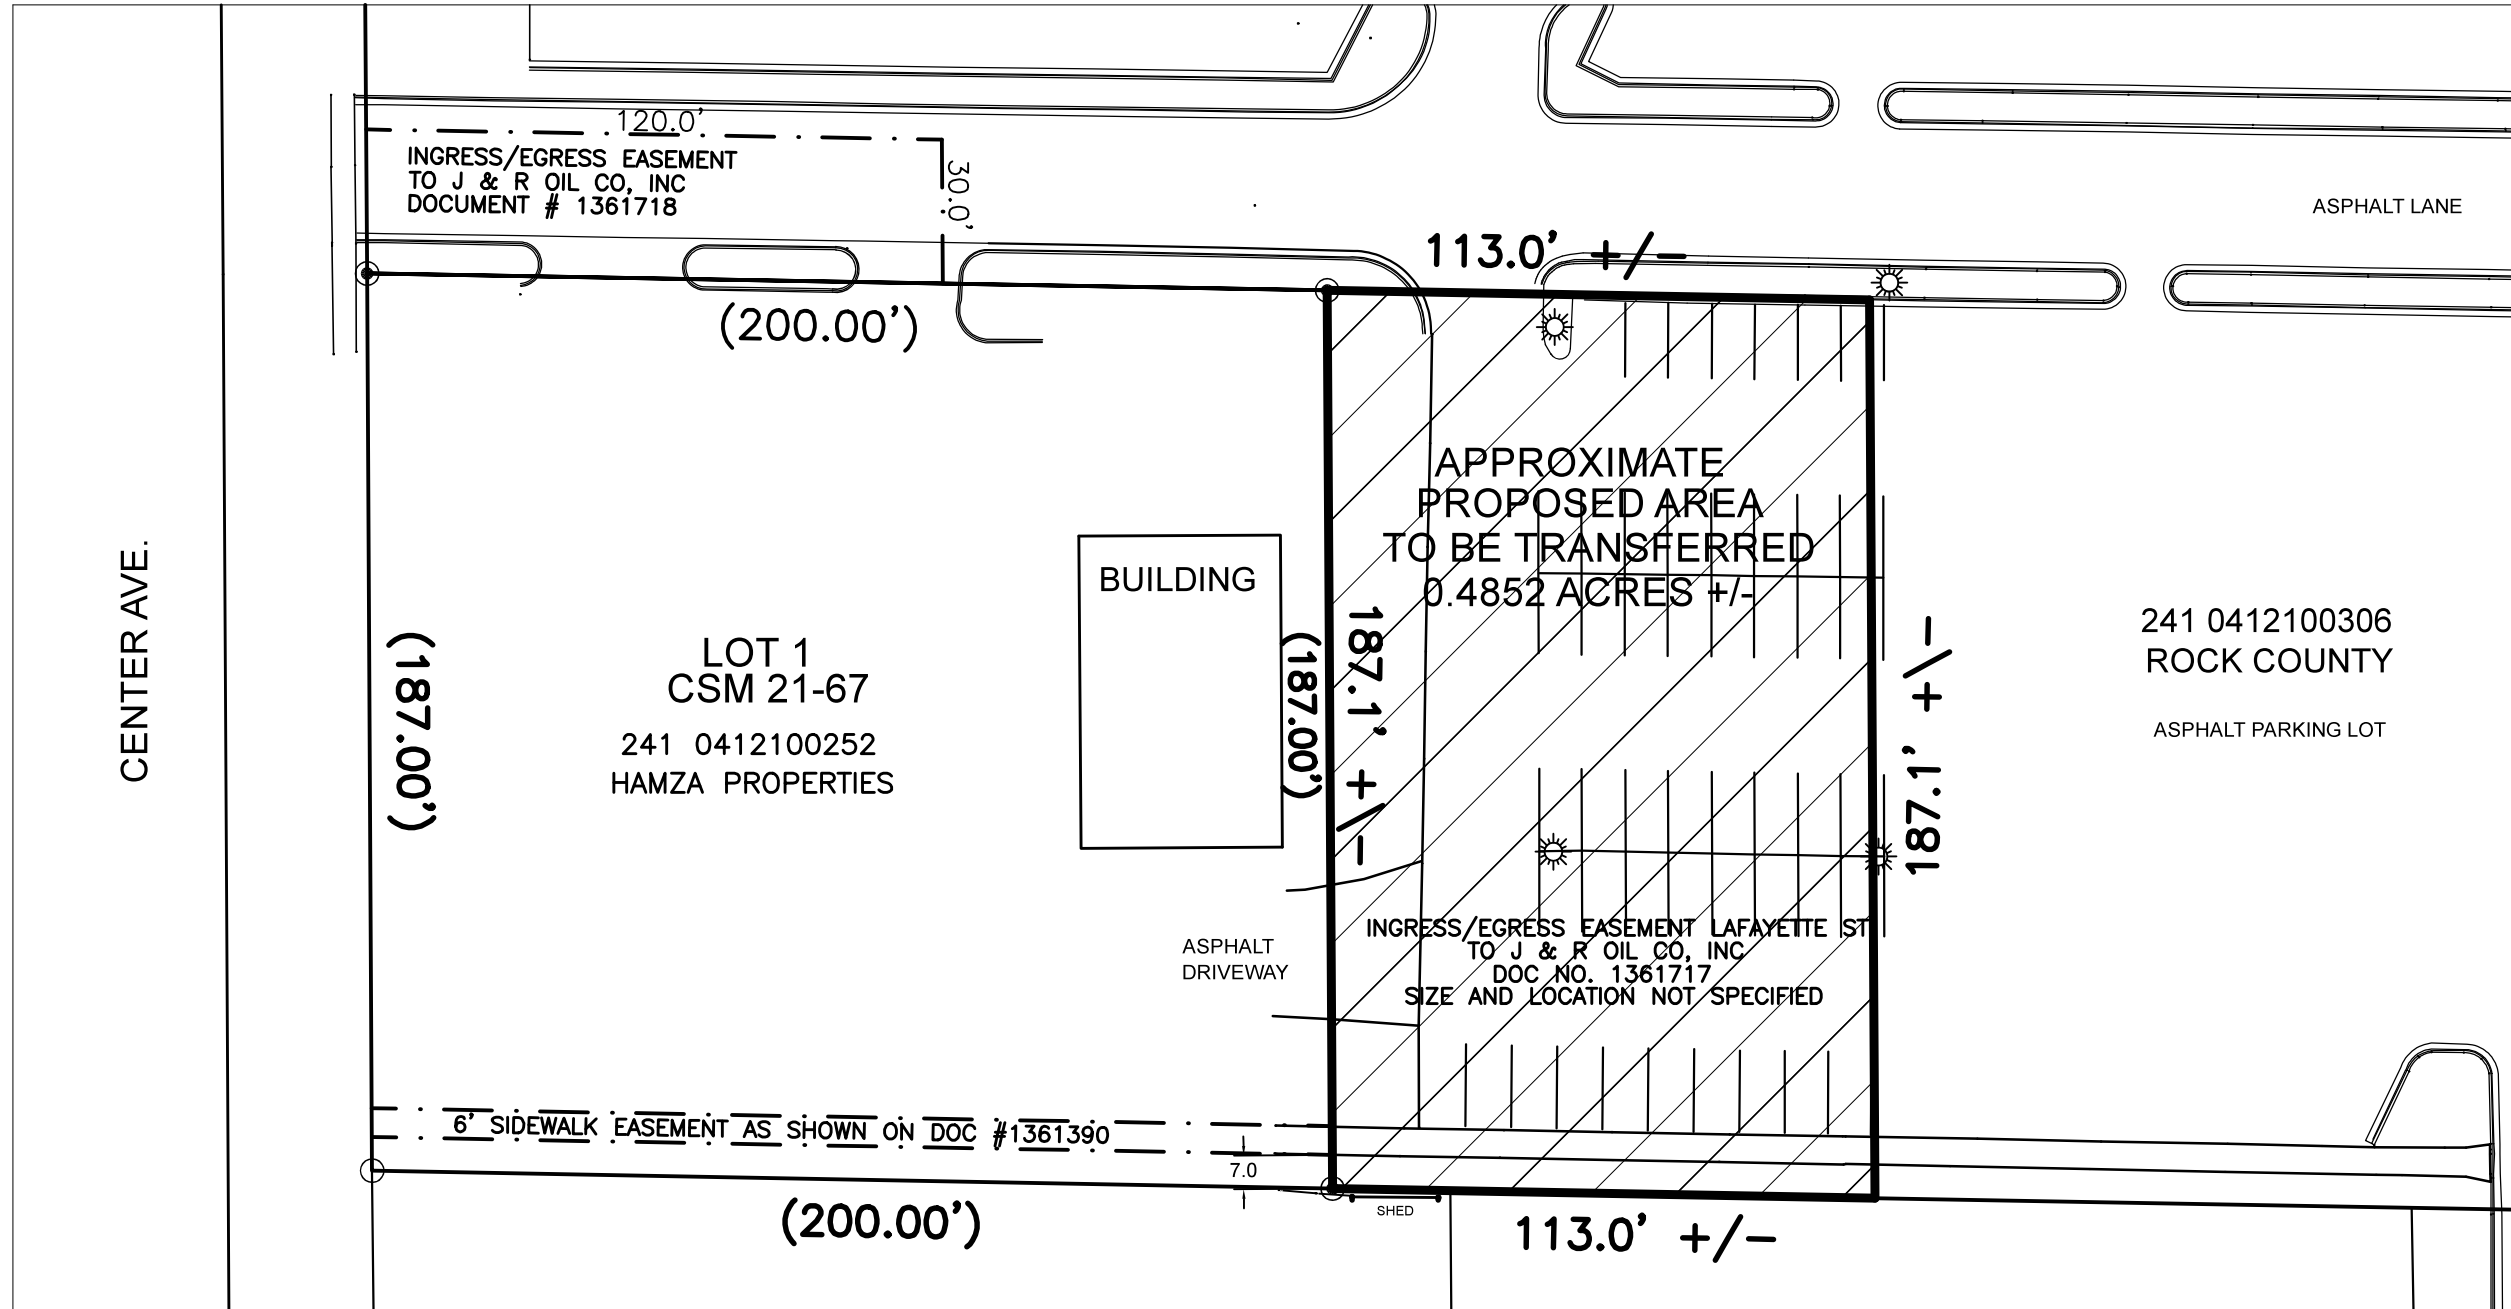 120.0'
INGRESS/EGRESS EASEMENT
TO J & R OIL CO, INC
DOCUMENT # 1361718
30.0'
ASPHALT LANE
113.0' +/-
(200.00')
APPROXIMATE
PROPOSED AREA
TO BE TRANSFERRED
0.4852 ACRES +/-
BUILDING
CENTER AVE.
(187.00')
LOT 1
CSM 21-67
241 0412100252
HAMZA PROPERTIES
(187.00')
187.1' +/-
187.1' +/-
241 0412100306
ROCK COUNTY
ASPHALT PARKING LOT
ASPHALT
DRIVEWAY
INGRESS/EGRESS EASEMENT LAFAYETTE ST
TO J & R OIL CO, INC
DOC NO. 1361717
SIZE AND LOCATION NOT SPECIFIED
6' SIDEWALK EASEMENT AS SHOWN ON DOC #1361390
7.0
SHED
(200.00')
113.0' +/-